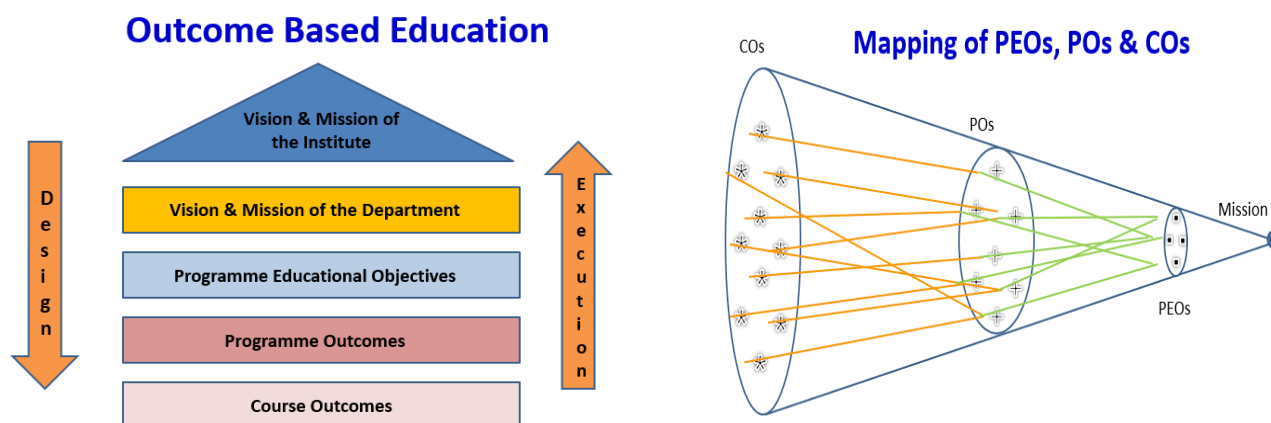 Outcome Based Education
Vision & Mission of
the Institute
Vision & Mission of the Department
Programme Educational Objectives
Programme Outcomes
Course Outcomes
Design
Execution
Mapping of PEOs, POs & COs
COs
POs
Mission
PEOs